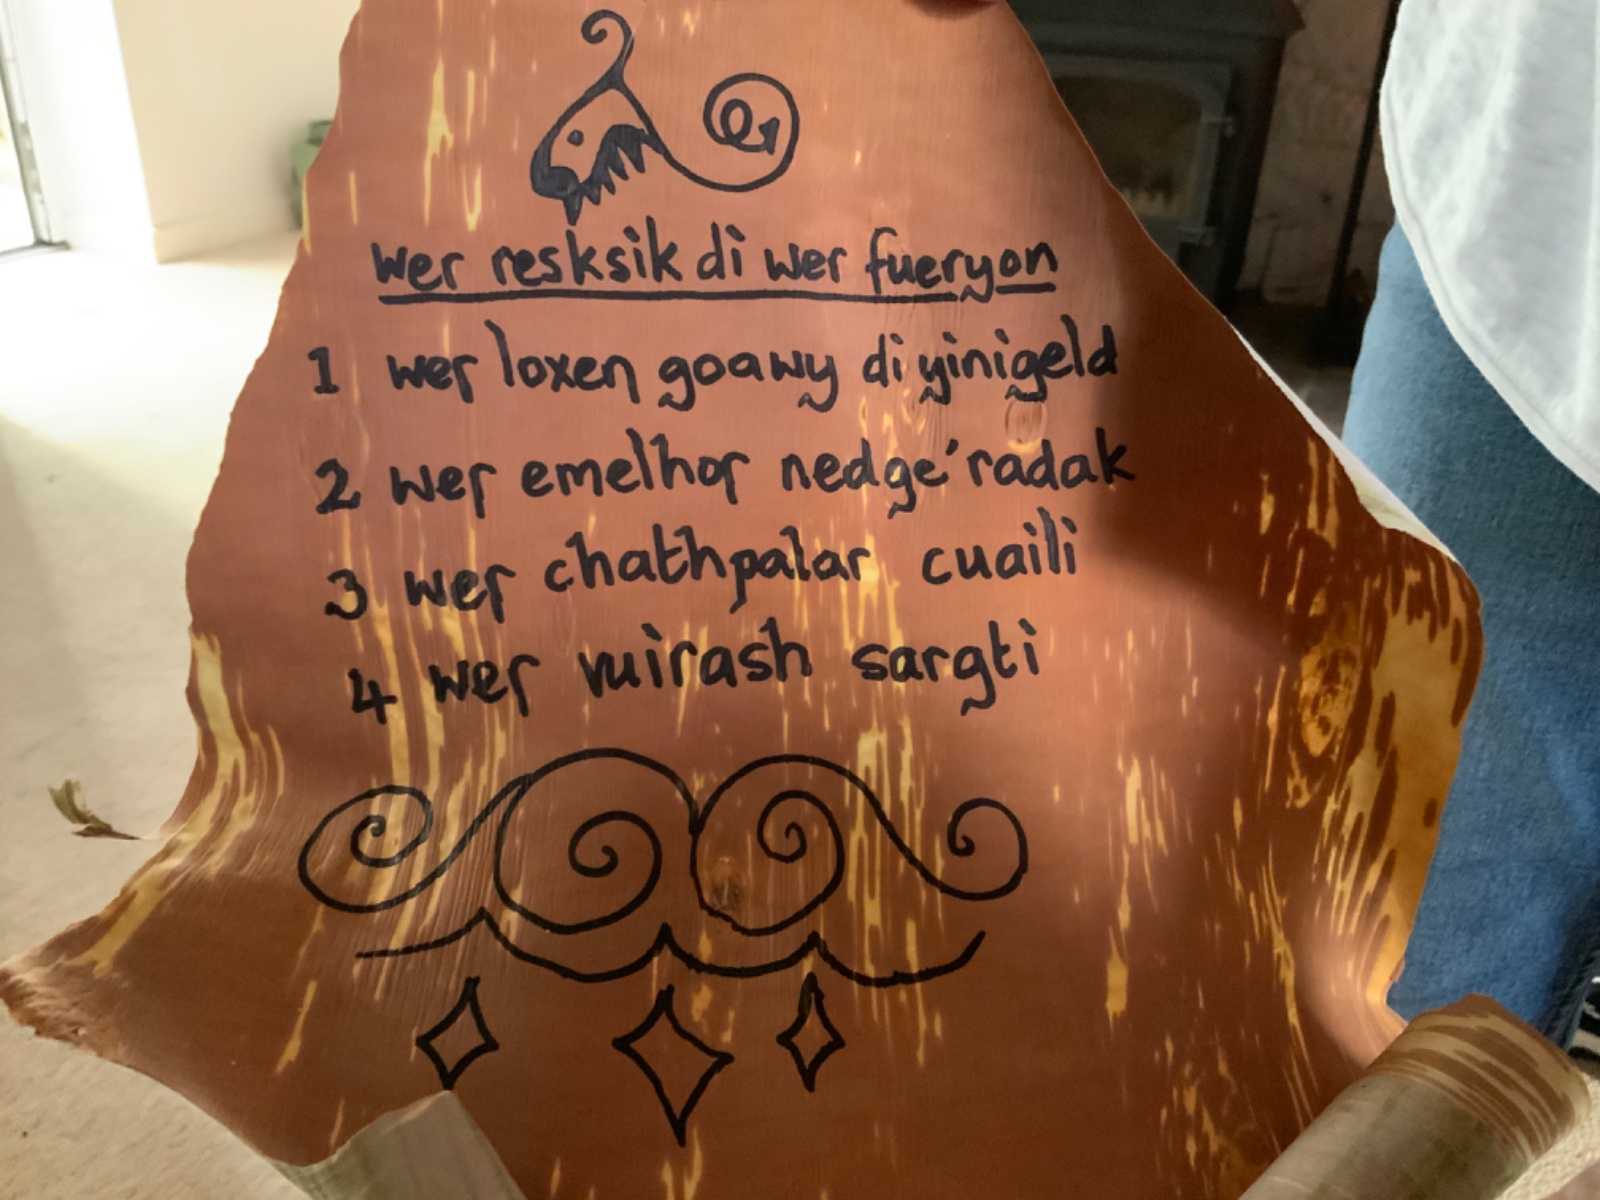 wer resksik di wer fueryon
1 wer loxen goawy di yinigeld
2 wer emelhor nedge'radak
3 wer chathpalar cuaili
4 wer vuirash sargti